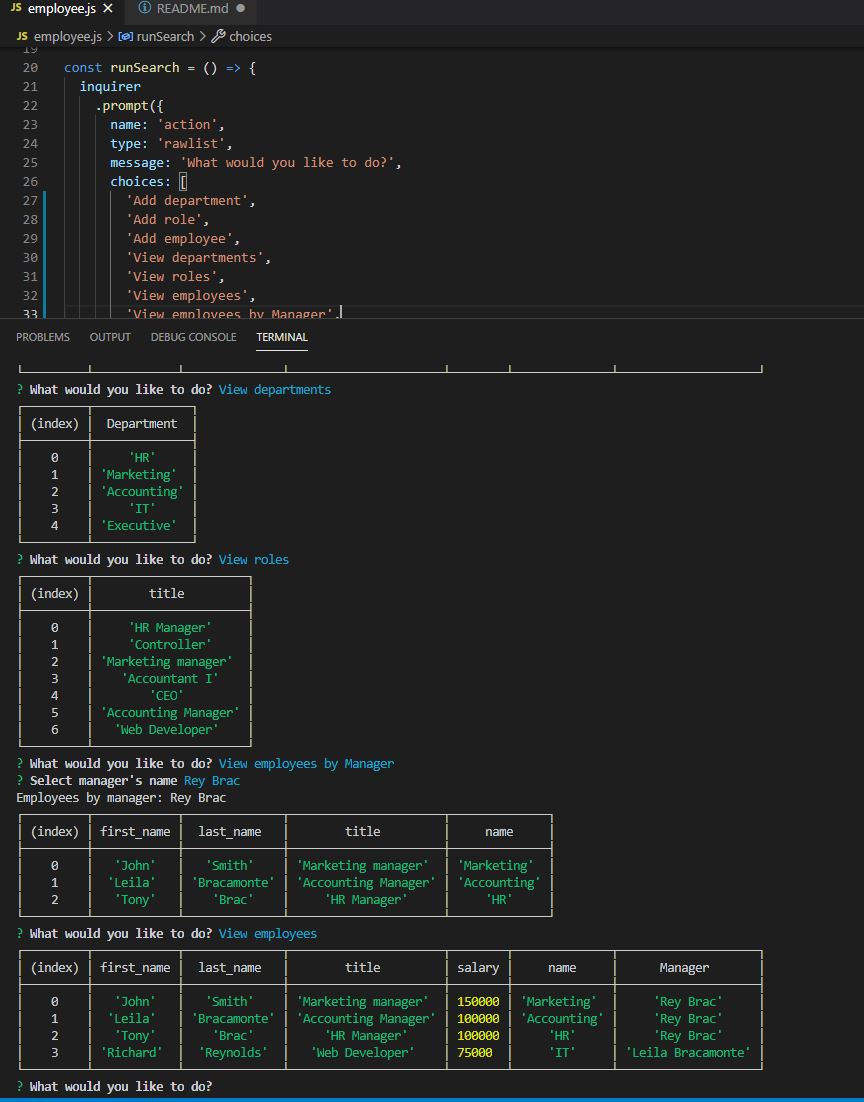 JS employee.js × README.md ●
JS employee.js > runSearch > choices
19
20 const runSearch = () => {
21 inquirer
22 .prompt({
23 name: 'action',
24 type: 'rawlist',
25 message: 'What would you like to do?',
26 choices: [
27 'Add department',
28 'Add role',
29 'Add employee',
30 'View departments',
31 'View roles',
32 'View employees',
33 'View employees by Manager',
PROBLEMS OUTPUT DEBUG CONSOLE TERMINAL
? What would you like to do? View departments
(index) Department
0 'HR'
1 'Marketing'
2 'Accounting'
3 'IT'
4 'Executive'
? What would you like to do? View roles
(index) title
0 'HR Manager'
1 'Controller'
2 'Marketing manager'
3 'Accountant I'
4 'CEO'
5 'Accounting Manager'
6 'Web Developer'
? What would you like to do? View employees by Manager
? Select manager's name Rey Brac
Employees by manager: Rey Brac
(index) first_name last_name title name
0 'John' 'Smith' 'Marketing manager' 'Marketing'
1 'Leila' 'Bracamonte' 'Accounting Manager' 'Accounting'
2 'Tony' 'Brac' 'HR Manager' 'HR'
? What would you like to do? View employees
(index) first_name last_name title salary name Manager
0 'John' 'Smith' 'Marketing manager' 150000 'Marketing' 'Rey Brac'
1 'Leila' 'Bracamonte' 'Accounting Manager' 100000 'Accounting' 'Rey Brac'
2 'Tony' 'Brac' 'HR Manager' 100000 'HR' 'Rey Brac'
3 'Richard' 'Reynolds' 'Web Developer' 75000 'IT' 'Leila Bracamonte'
? What would you like to do?